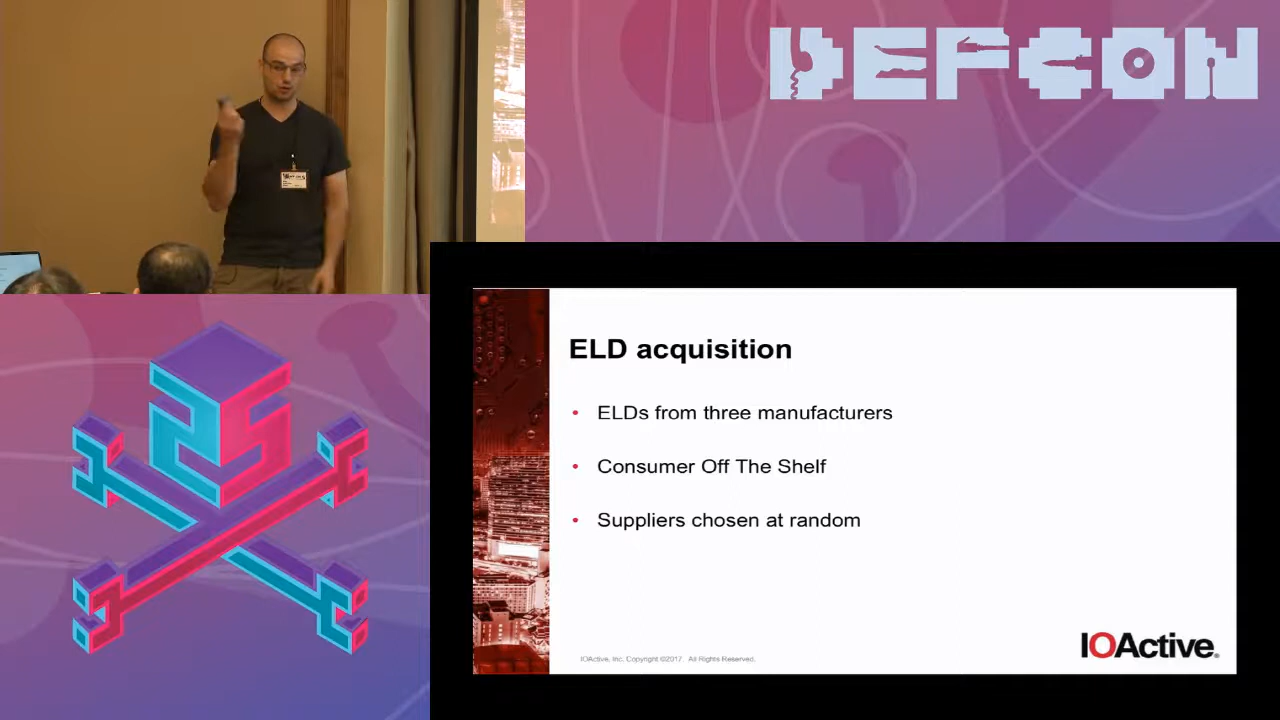 DEFCON
ELD acquisition
• ELDs from three manufacturers
• Consumer Off The Shelf
• Suppliers chosen at random
IOActive, Inc. Copyright ©2017. All Rights Reserved.
IOActive.